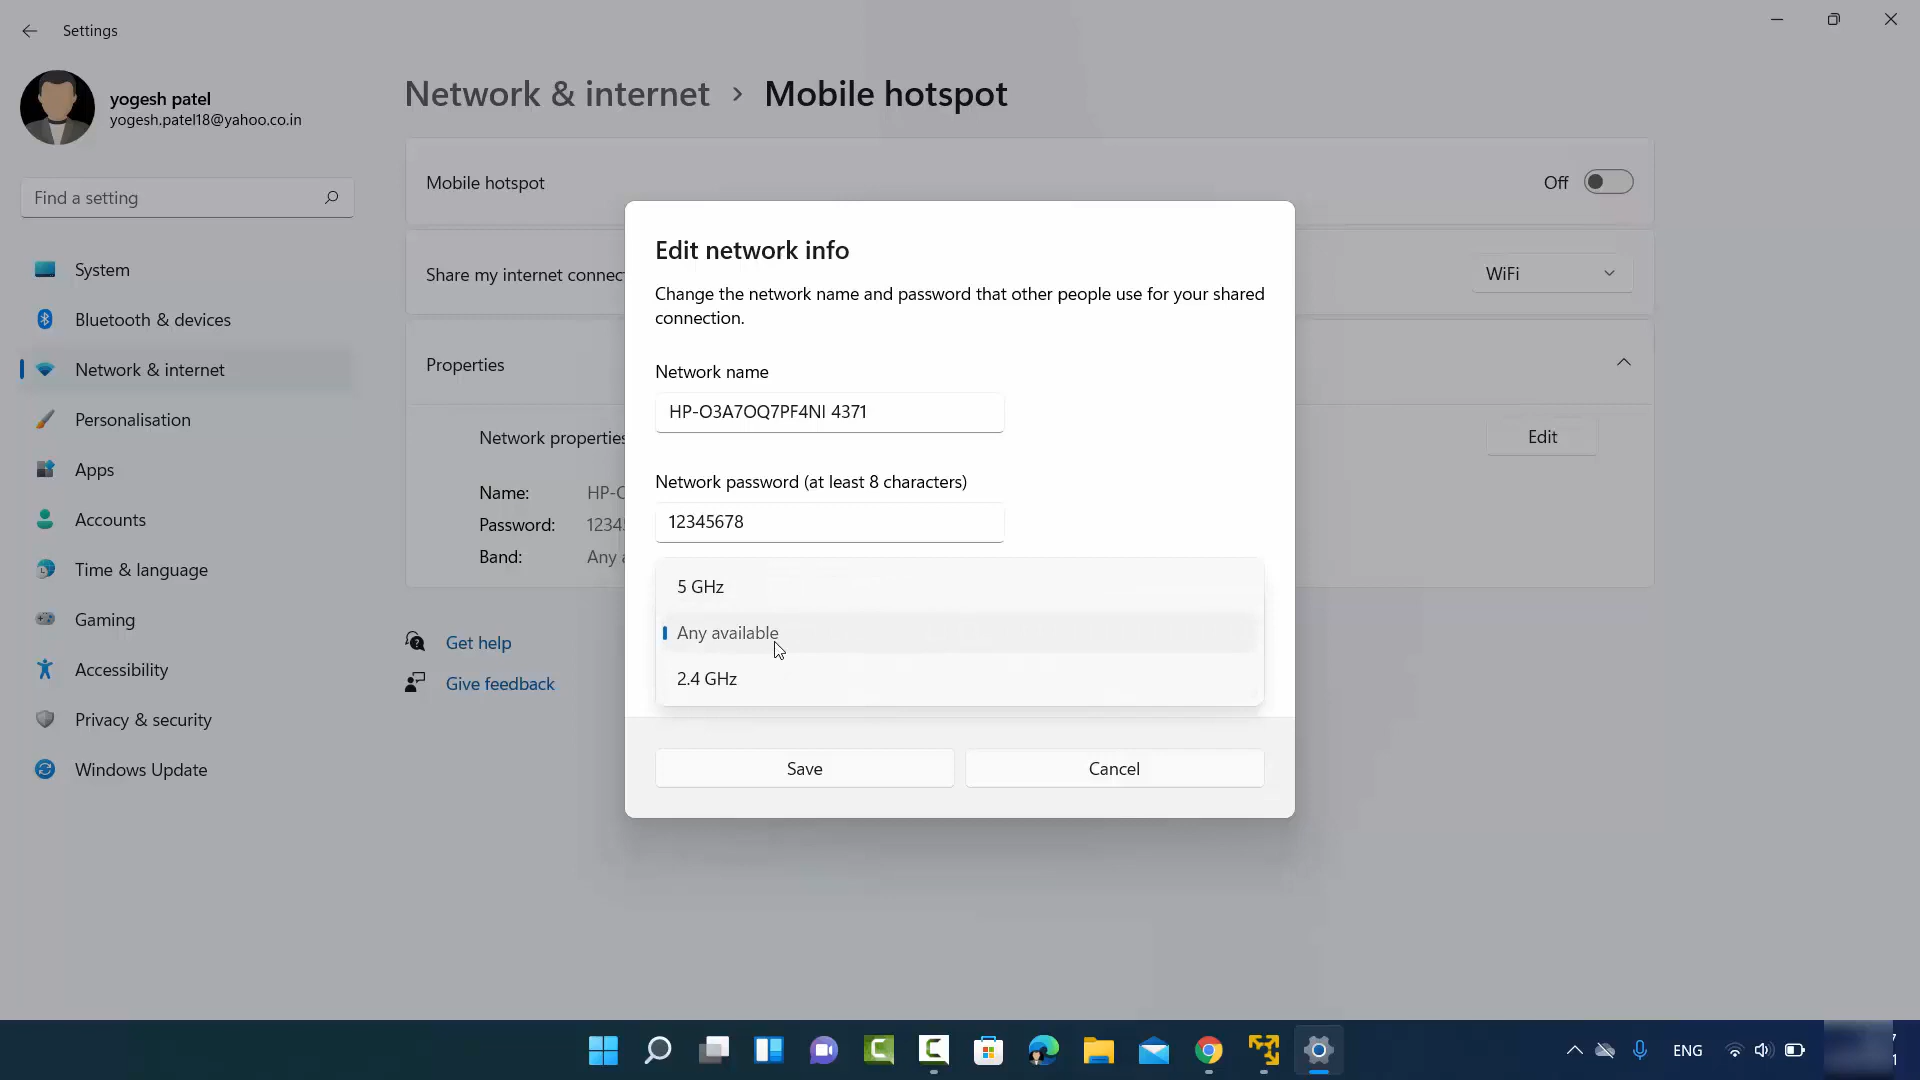 Settings
yogesh patel
yogesh.patel18@yahoo.co.in
Find a setting
System
Bluetooth & devices
Network & internet
Personalisation
Apps
Accounts
Time & language
Gaming
Accessibility
Privacy & security
Windows Update
Network & internet > Mobile hotspot
Mobile hotspot
Off
Share my internet connec
WiFi
Properties
Network properties
Edit
Name: HP-O
Password: 1234
Band: Any a
Get help
Give feedback
Edit network info
Change the network name and password that other people use for your shared
connection.
Network name
HP-O3A7OQ7PF4NI 4371
Network password (at least 8 characters)
12345678
5 GHz
Any available
2.4 GHz
Save
Cancel
ENG